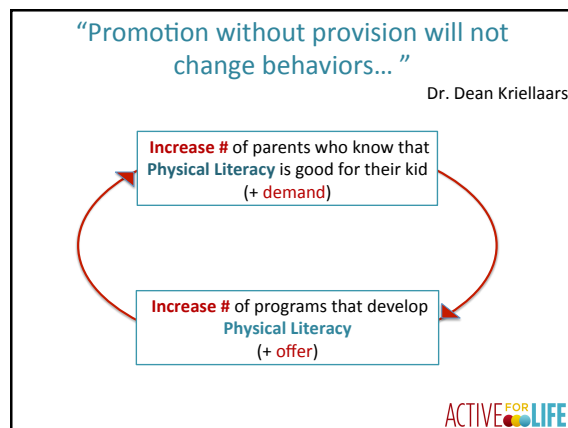 “Promotion without provision will not
change behaviors… ”
Dr. Dean Kriellaars
Increase # of parents who know that
Physical Literacy is good for their kid
(+ demand)
Increase # of programs that develop
Physical Literacy
(+ offer)
ACTIVE FOR LIFE